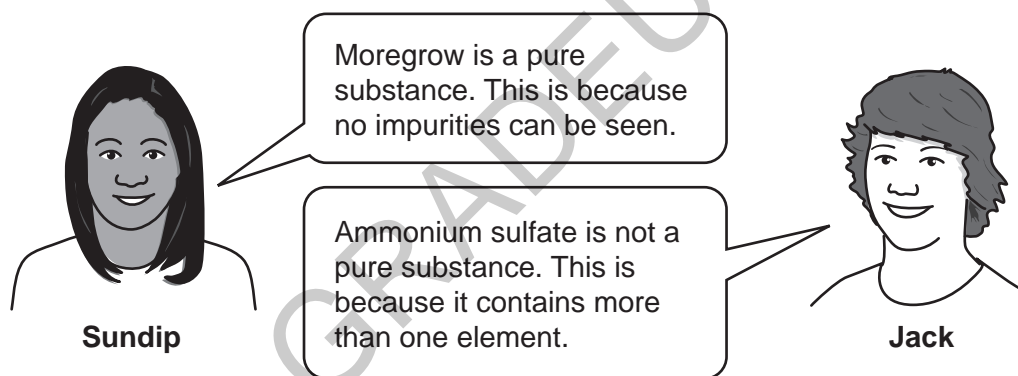 Moregrow is a pure
substance. This is because
no impurities can be seen.
Ammonium sulfate is not a
pure substance. This is
because it contains more
than one element.
Sundip
Jack
GRADEU